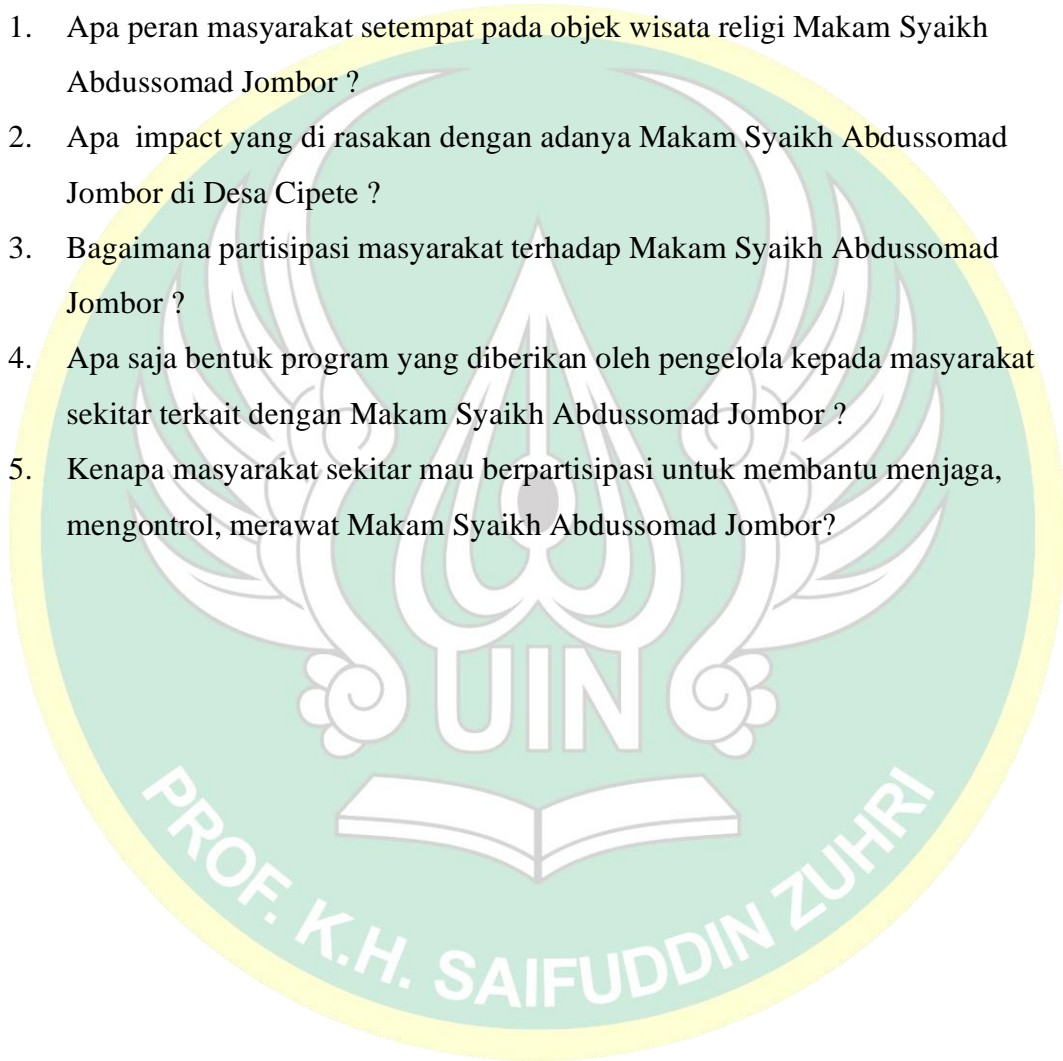 1. Apa peran masyarakat setempat pada objek wisata religi Makam Syaikh
Abdussomad Jombor ?
2. Apa  impact yang di rasakan dengan adanya Makam Syaikh Abdussomad
Jombor di Desa Cipete ?
3. Bagaimana partisipasi masyarakat terhadap Makam Syaikh Abdussomad
Jombor ?
4. Apa saja bentuk program yang diberikan oleh pengelola kepada masyarakat
sekitar terkait dengan Makam Syaikh Abdussomad Jombor ?
5. Kenapa masyarakat sekitar mau berpartisipasi untuk membantu menjaga,
mengontrol, merawat Makam Syaikh Abdussomad Jombor?
UIN
PROF. K.H. SAIFUDDIN ZUHRI